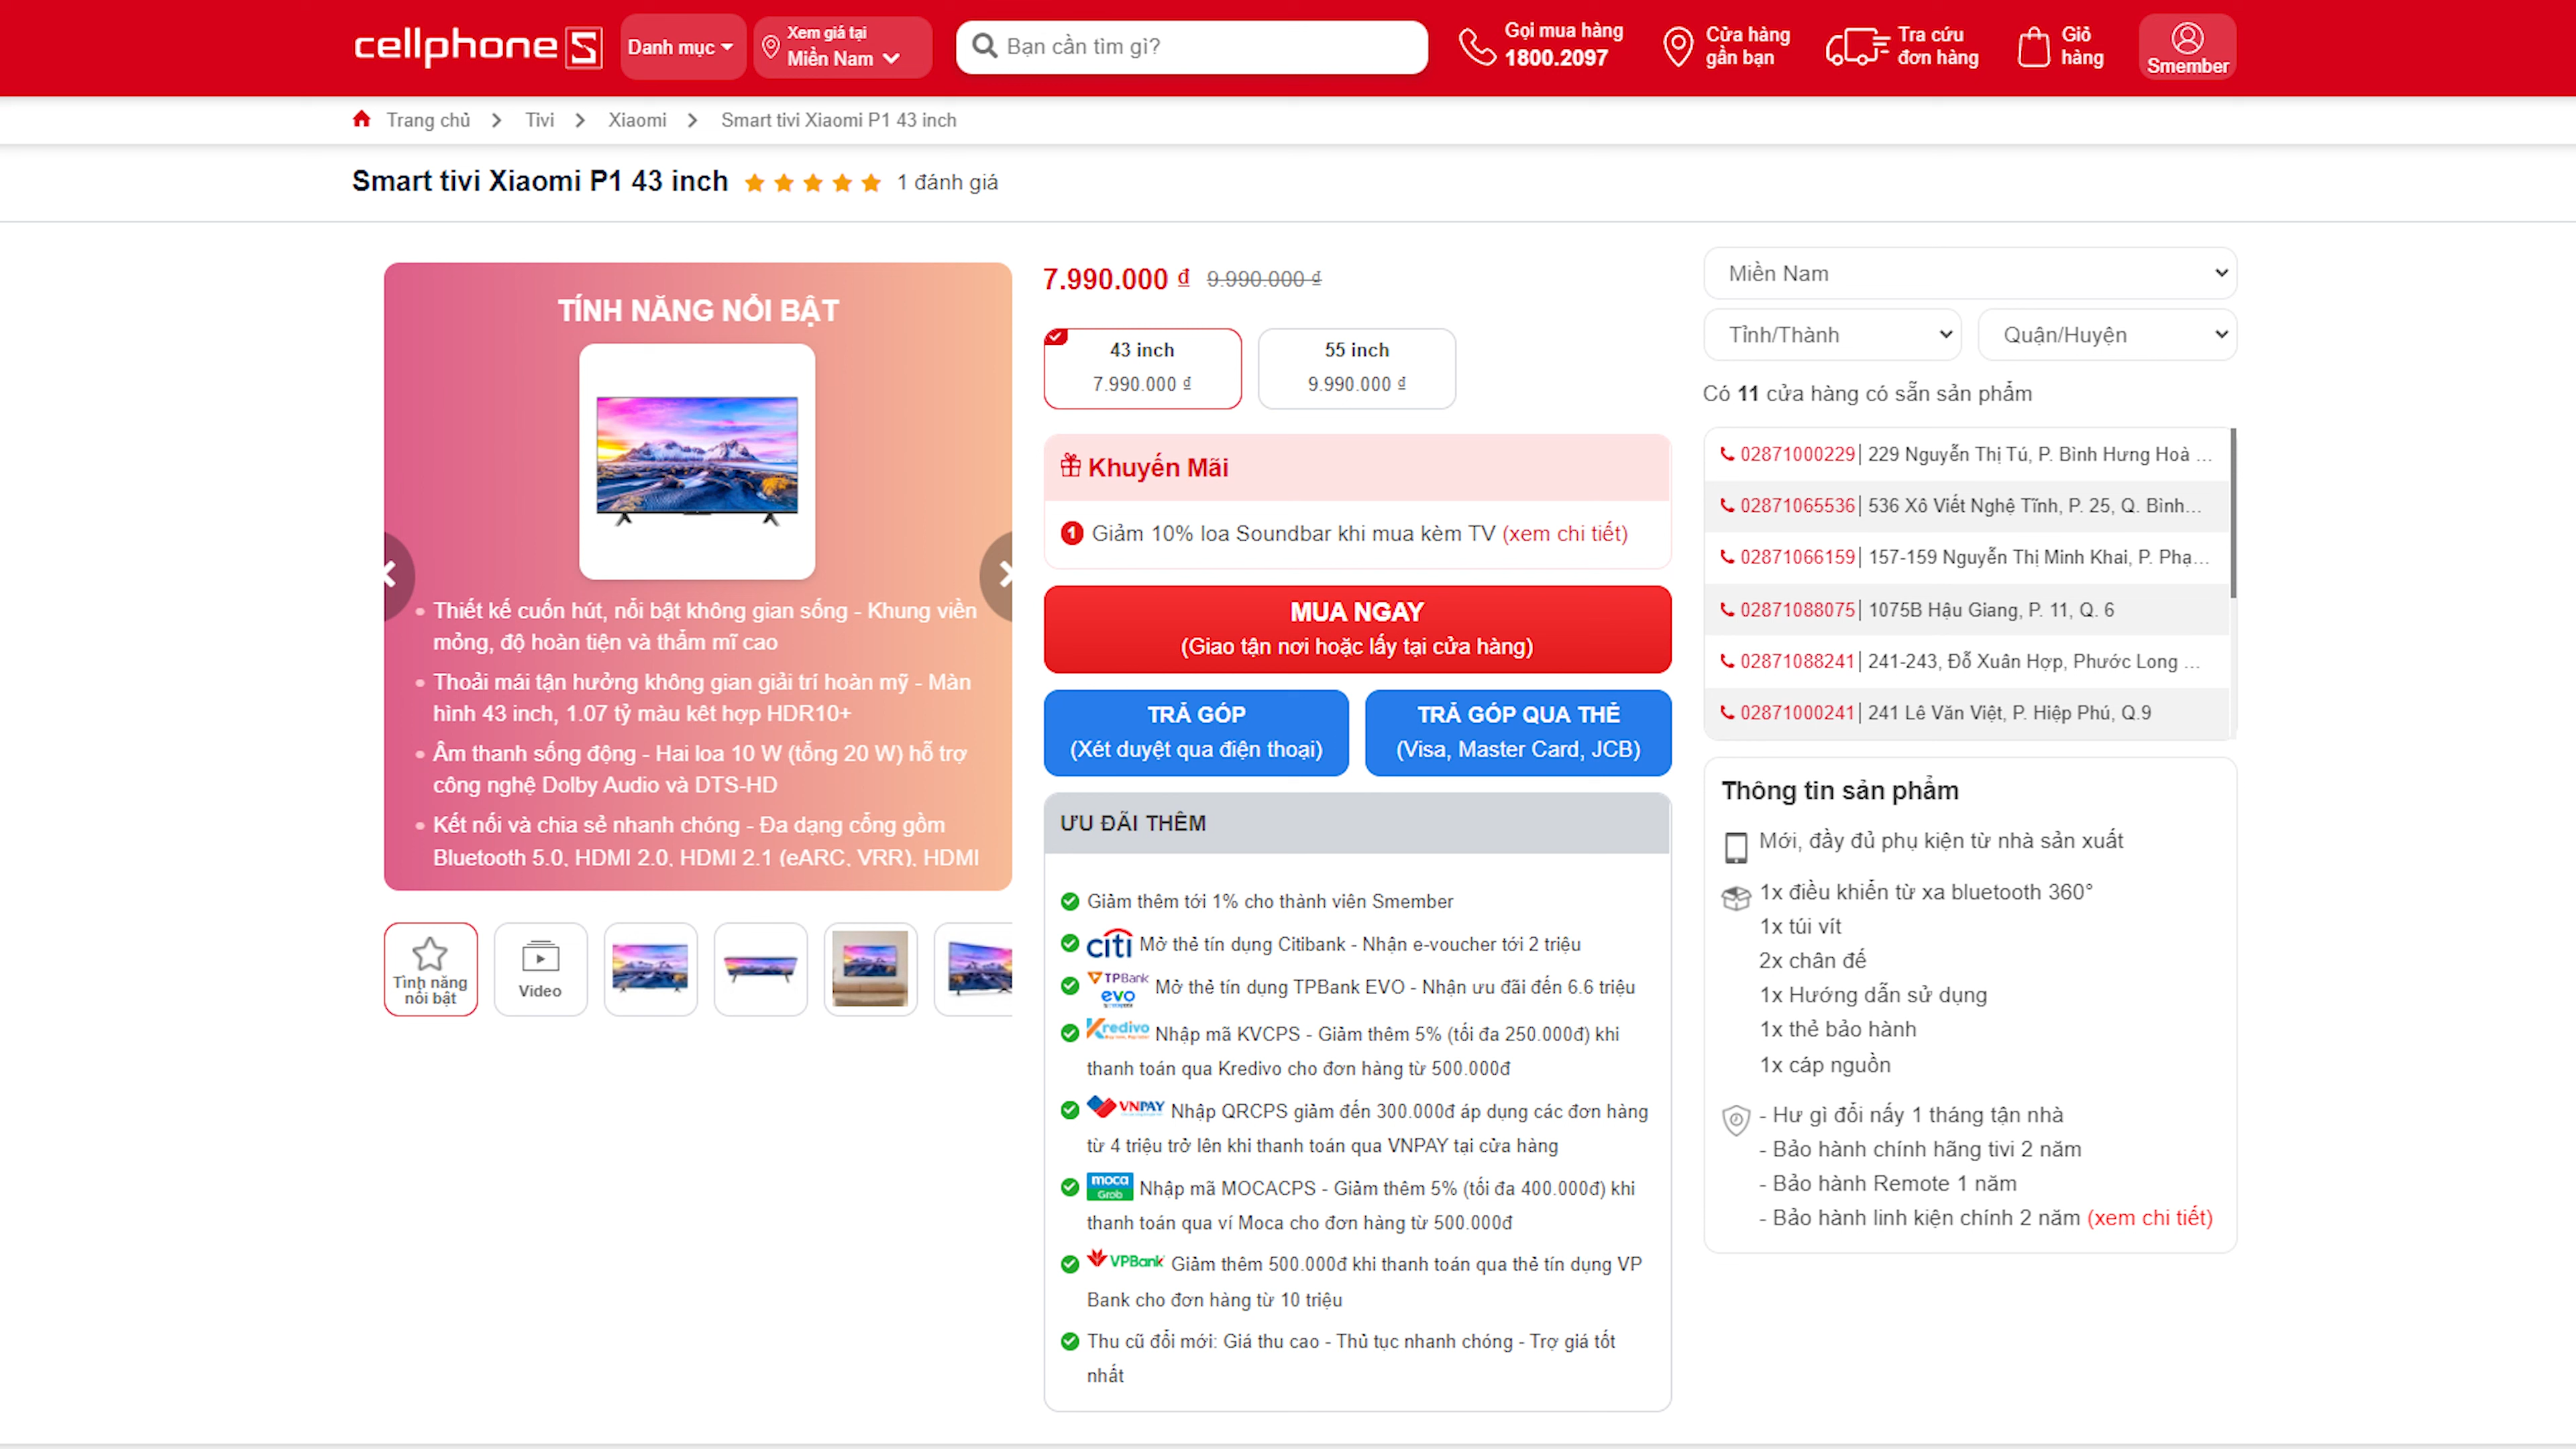 cellphoneS
Danh mục
Xem giá tại
Miền Nam
Bạn cần tìm gì?
Gọi mua hàng
1800.2097
Cửa hàng
gần bạn
Tra cứu
đơn hàng
Giỏ
hàng
Smember
Trang chủ
Tivi
Xiaomi
Smart tivi Xiaomi P1 43 inch
Smart tivi Xiaomi P1 43 inch
1 đánh giá
TÍNH NĂNG NỔI BẬT
Thiết kế cuốn hút, nổi bật không gian sống - Khung viền
mỏng, độ hoàn tiện và thẩm mĩ cao
Thoải mái tận hưởng không gian giải trí hoàn mỹ - Màn
hình 43 inch, 1.07 tỷ màu kêt hợp HDR10+
Âm thanh sống động - Hai loa 10 W (tổng 20 W) hỗ trợ
công nghệ Dolby Audio và DTS-HD
Kết nối và chia sẻ nhanh chóng - Đa dạng cổng gồm
Bluetooth 5.0, HDMI 2.0, HDMI 2.1 (eARC, VRR), HDMI
Tính năng
nổi bật
Video
7.990.000 ₫ 9.990.000 ₫
43 inch
7.990.000 ₫
55 inch
9.990.000 ₫
Khuyến Mãi
1 Giảm 10% loa Soundbar khi mua kèm TV (xem chi tiết)
MUA NGAY
(Giao tận nơi hoặc lấy tại cửa hàng)
TRẢ GÓP
(Xét duyệt qua điện thoại)
TRẢ GÓP QUA THẺ
(Visa, Master Card, JCB)
ƯU ĐÃI THÊM
Giảm thêm tới 1% cho thành viên Smember
citi Mở thẻ tín dụng Citibank - Nhận e-voucher tới 2 triệu
TPBank
evo
Mở thẻ tín dụng TPBank EVO - Nhận ưu đãi đến 6.6 triệu
Kredivo Nhập mã KVCPS - Giảm thêm 5% (tối đa 250.000đ) khi
thanh toán qua Kredivo cho đơn hàng từ 500.000đ
VNPAY Nhập QRCPS giảm đến 300.000đ áp dụng các đơn hàng
từ 4 triệu trở lên khi thanh toán qua VNPAY tại cửa hàng
moca
Grab
Nhập mã MOCACPS - Giảm thêm 5% (tối đa 400.000đ) khi
thanh toán qua ví Moca cho đơn hàng từ 500.000đ
VPBank Giảm thêm 500.000đ khi thanh toán qua thẻ tín dụng VP
Bank cho đơn hàng từ 10 triệu
Thu cũ đổi mới: Giá thu cao - Thủ tục nhanh chóng - Trợ giá tốt
nhất
Miền Nam
Tỉnh/Thành
Quận/Huyện
Có 11 cửa hàng có sẵn sản phẩm
02871000229| 229 Nguyễn Thị Tú, P. Bình Hưng Hoà ...
02871065536| 536 Xô Viết Nghệ Tĩnh, P. 25, Q. Bình...
02871066159| 157-159 Nguyễn Thị Minh Khai, P. Phạ...
02871088075| 1075B Hậu Giang, P. 11, Q. 6
02871088241| 241-243, Đỗ Xuân Hợp, Phước Long ...
02871000241| 241 Lê Văn Việt, P. Hiệp Phú, Q.9
Thông tin sản phẩm
Mới, đầy đủ phụ kiện từ nhà sản xuất
1x điều khiển từ xa bluetooth 360°
1x túi vít
2x chân đế
1x Hướng dẫn sử dụng
1x thẻ bảo hành
1x cáp nguồn
- Hư gì đổi nấy 1 tháng tận nhà
- Bảo hành chính hãng tivi 2 năm
- Bảo hành Remote 1 năm
- Bảo hành linh kiện chính 2 năm (xem chi tiết)